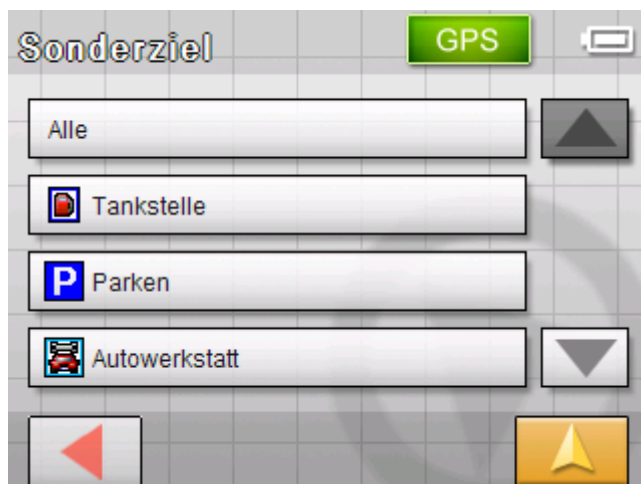 Sonderziel
GPS
Alle
Tankstelle
P Parken
Autowerkstatt